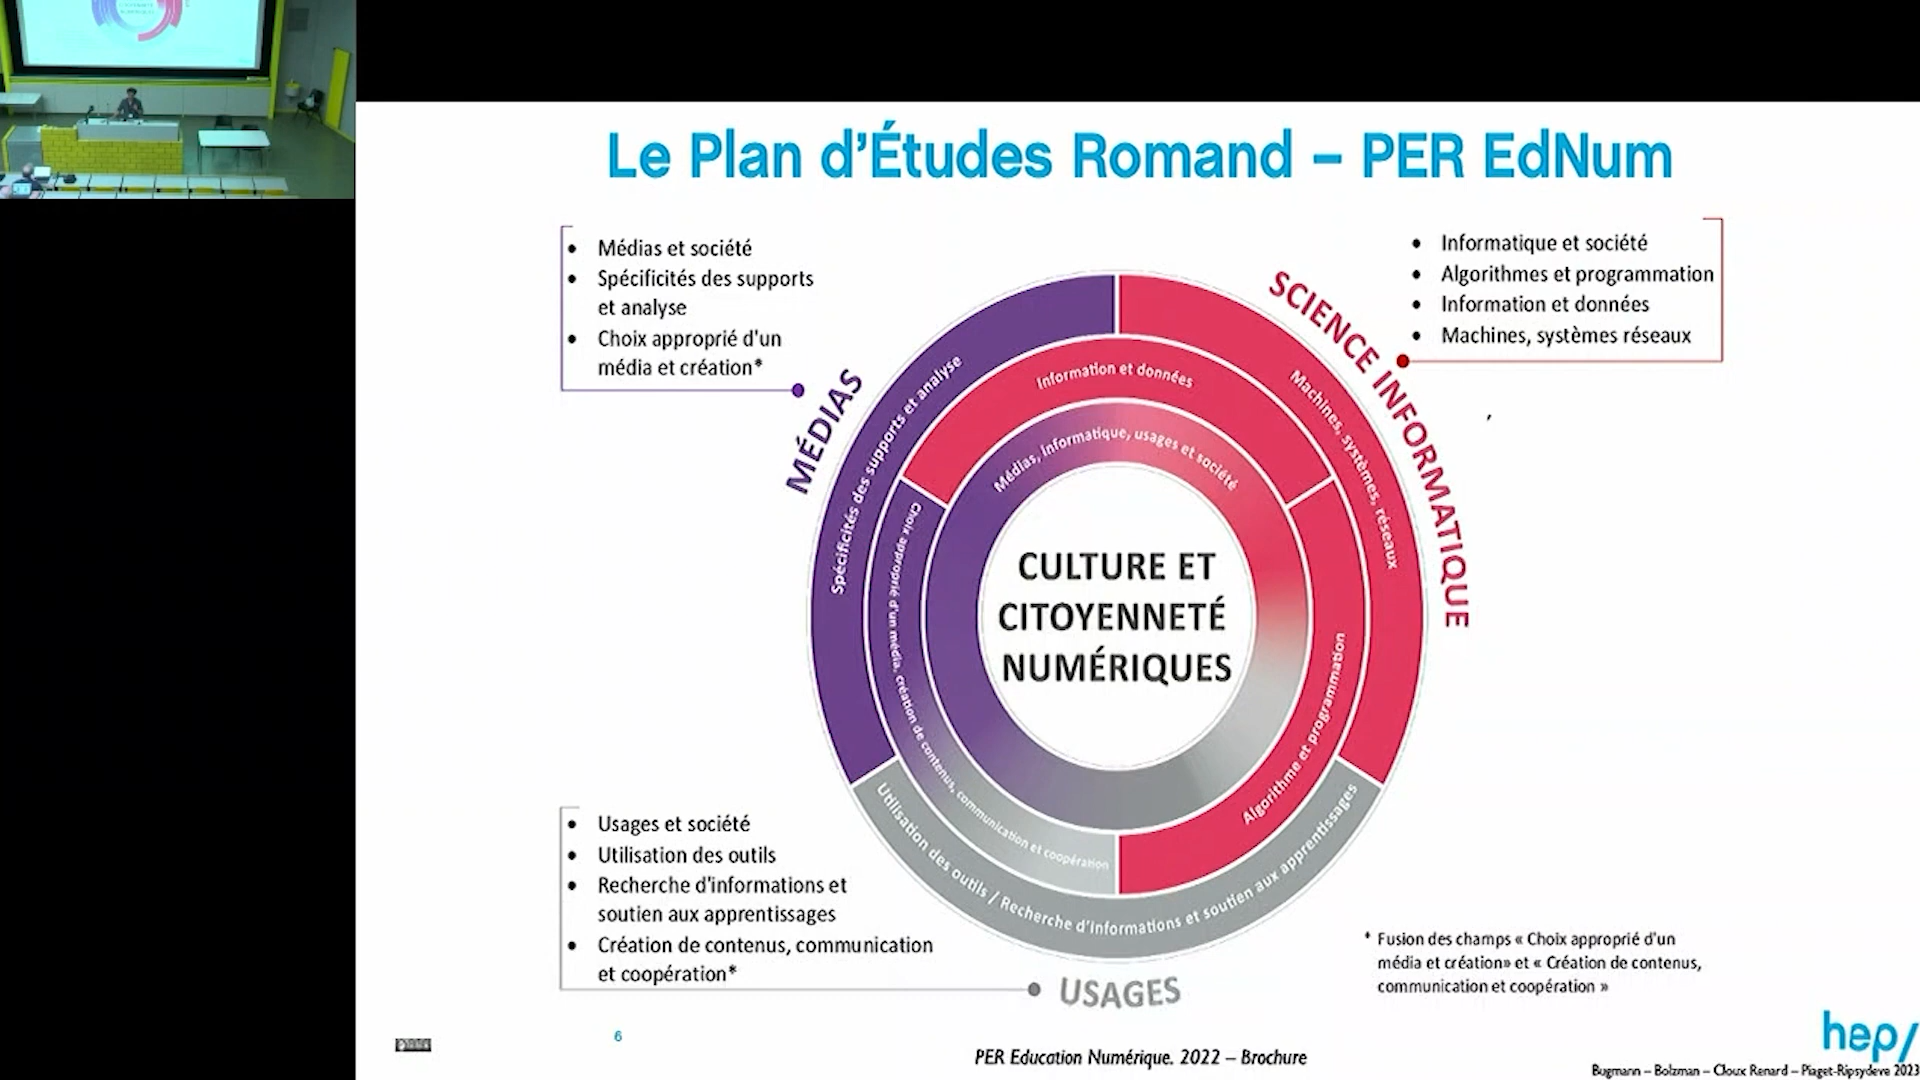 Le Plan d'Études Romand – PER EdNum
• Médias et société
• Spécificités des supports
et analyse
• Choix approprié d'un
média et création*
• Informatique et société
• Algorithmes et programmation
• Information et données
• Machines, systèmes réseaux
MÉDIAS
SCIENCE INFORMATIQUE
Spécificités des supports et analyse
Information et données
Machines, systèmes, réseaux
Médias, Informatique, usages et société
Choix approprié d'un média, création de contenus, communication et coopération
CULTURE ET
CITOYENNETÉ
NUMÉRIQUES
Algorithme et programmation
Utilisation des outils / Recherche d'informations et soutien aux apprentissages
• Usages et société
• Utilisation des outils
• Recherche d'informations et
soutien aux apprentissages
• Création de contenus, communication
et coopération*
USAGES
* Fusion des champs « Choix approprié d'un
média et création» et « Création de contenus,
communication et coopération »
6
PER Education Numérique. 2022 – Brochure
hep/
Bugmann – Bolzman – Cloux Renard – Piaget-Ripsydeve 2023